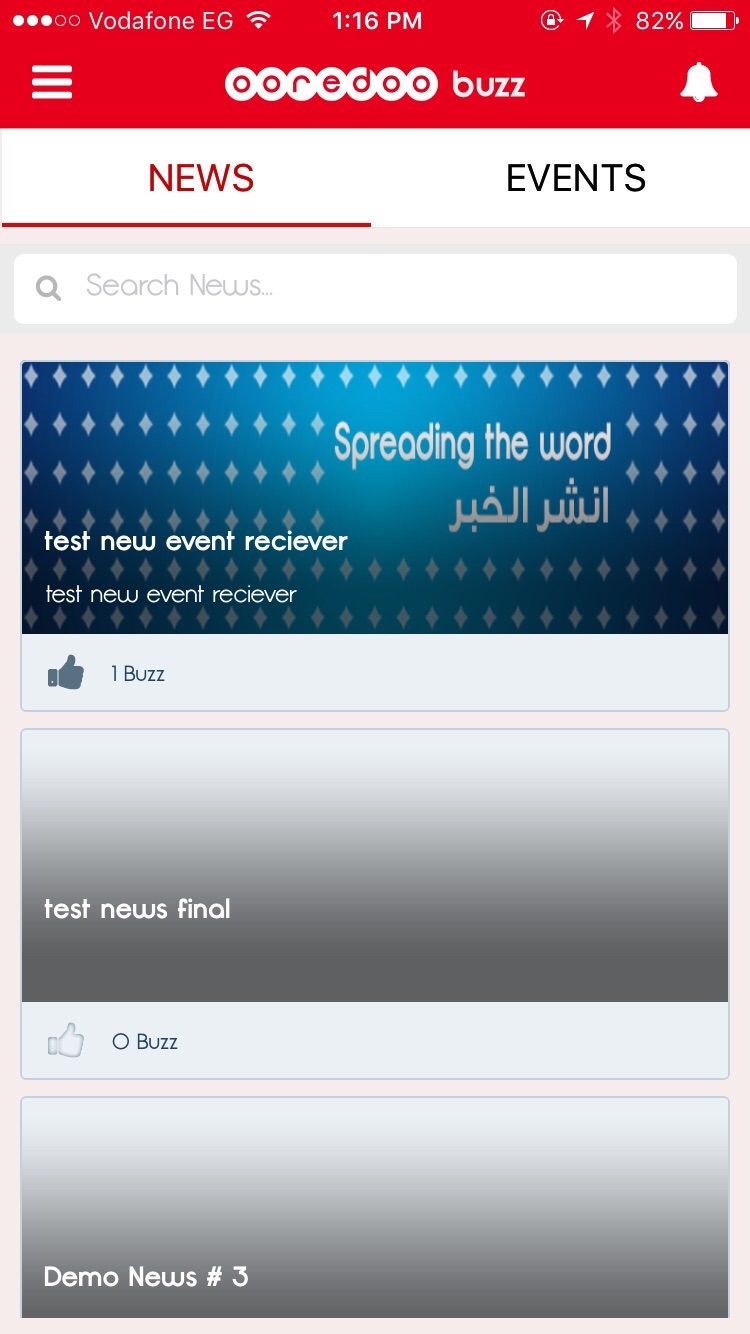 Vodafone EG 1:16 PM 82%
ooredoo buzz
NEWS EVENTS
Search News...
Spreading the word
انشر الخبر
test new event reciever
test new event reciever
1 Buzz
test news final
0 Buzz
Demo News # 3